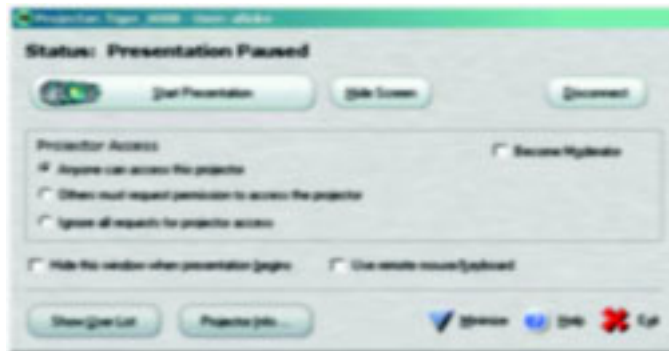 Status: Presentation Paused
Start Presentation
Hide Screen
Disconnect
Projector Access
Become Moderator
Anyone can access this projector
Others must request permission to access the projector
Ignore all requests for projector access
Hide this window when presentation begins
Use remote mouse/keyboard
Show User List
Projector Info...
Minimize
Help
Exit